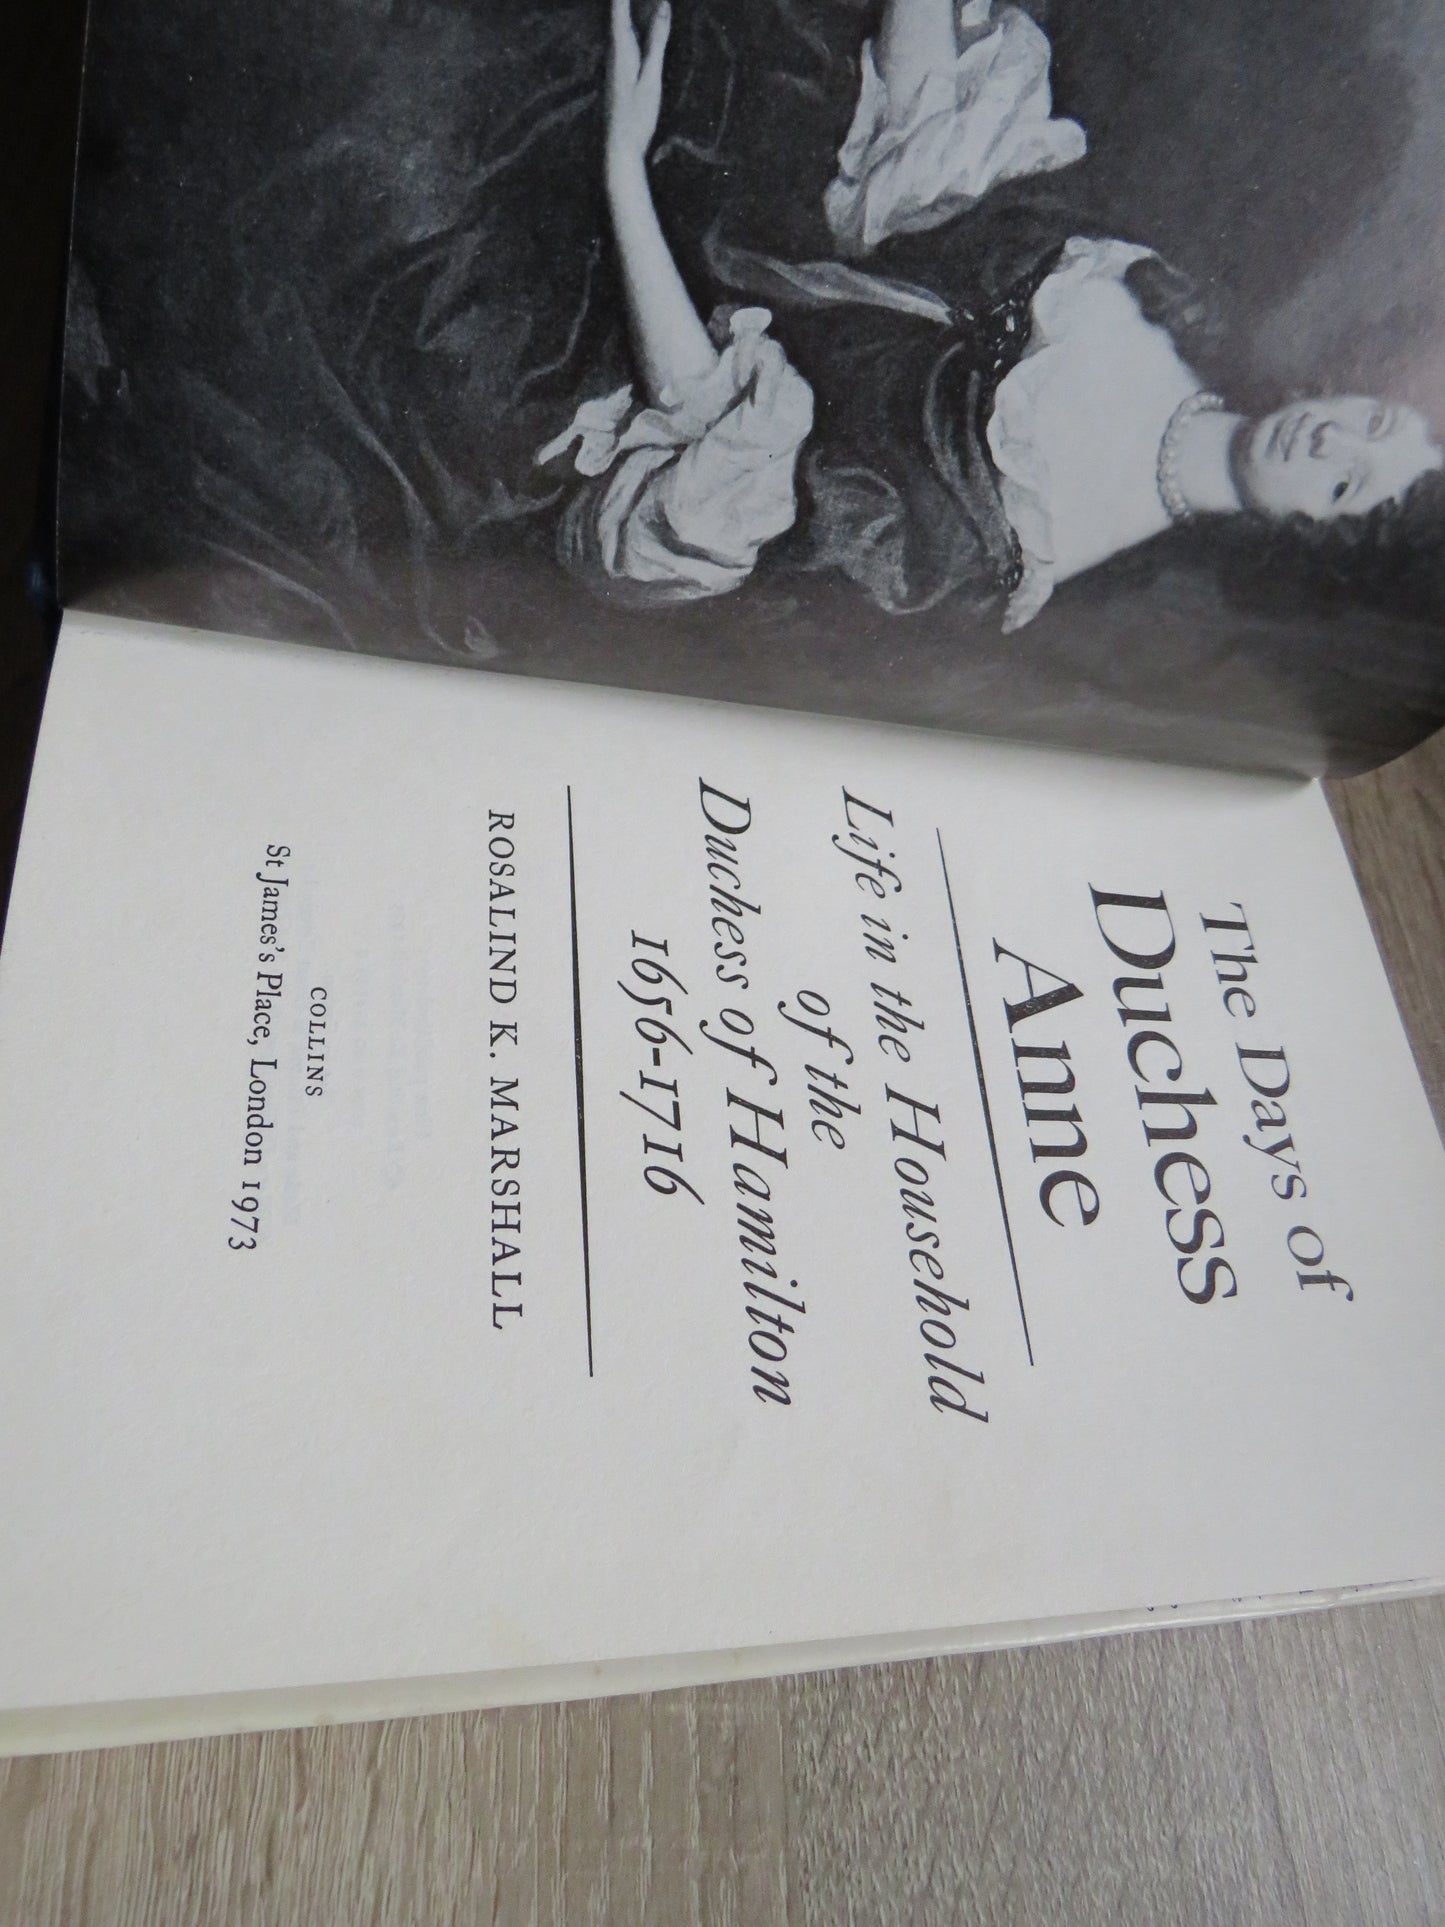 The Days of
Duchess
Anne
Life in the Household
of the
Duchess of Hamilton
1656-1716
ROSALIND K. MARSHALL
COLLINS
St James's Place, London 1973